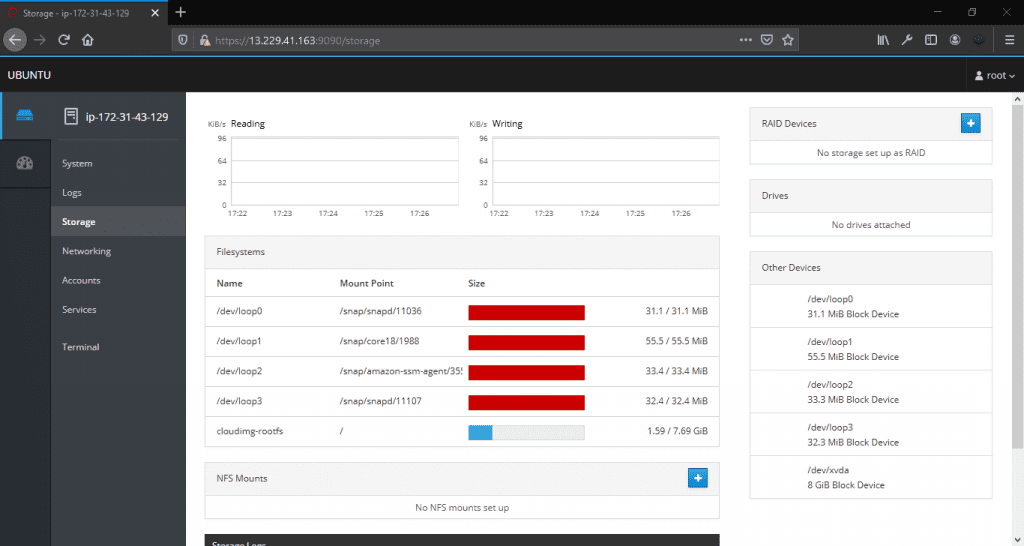 Storage - ip-172-31-43-129
https://13.229.41.163:9090/storage
UBUNTU
root
ip-172-31-43-129
System
Logs
Storage
Networking
Accounts
Services
Terminal
KiB/s Reading
96
64
32
0
17:22 17:23 17:24 17:25 17:26
KiB/s Writing
96
64
32
0
17:22 17:23 17:24 17:25 17:26
Filesystems
Name Mount Point Size
/dev/loop0 /snap/snapd/11036 31.1 / 31.1 MiB
/dev/loop1 /snap/core18/1988 55.5 / 55.5 MiB
/dev/loop2 /snap/amazon-ssm-agent/355 33.4 / 33.4 MiB
/dev/loop3 /snap/snapd/11107 32.4 / 32.4 MiB
cloudimg-rootfs / 1.59 / 7.69 GiB
NFS Mounts
No NFS mounts set up
Storage Logs
RAID Devices
No storage set up as RAID
Drives
No drives attached
Other Devices
/dev/loop0
31.1 MiB Block Device
/dev/loop1
55.5 MiB Block Device
/dev/loop2
33.3 MiB Block Device
/dev/loop3
32.3 MiB Block Device
/dev/xvda
8 GiB Block Device